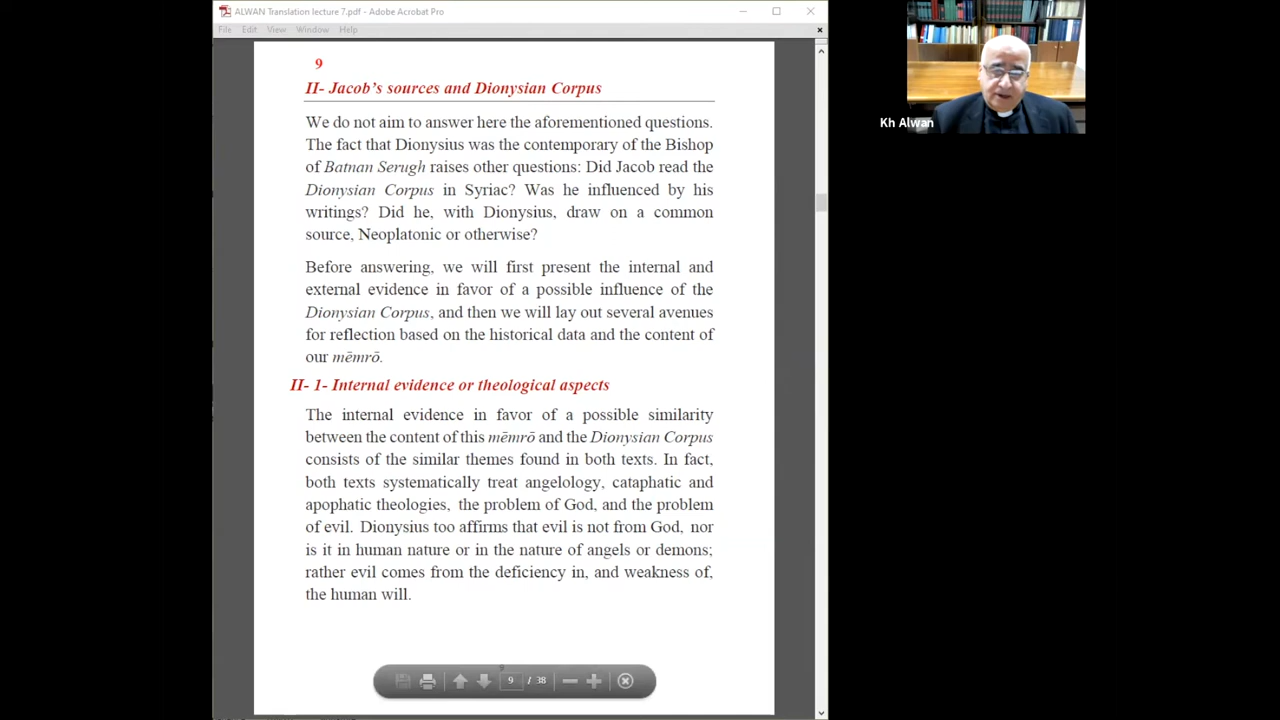 ALWAN Translation lecture 7.pdf - Adobe Acrobat Pro
File Edit View Window Help
9
II- Jacob's sources and Dionysian Corpus
We do not aim to answer here the aforementioned questions.
The fact that Dionysius was the contemporary of the Bishop
of Batnan Serugh raises other questions: Did Jacob read the
Dionysian Corpus in Syriac? Was he influenced by his
writings? Did he, with Dionysius, draw on a common
source, Neoplatonic or otherwise?
Before answering, we will first present the internal and
external evidence in favor of a possible influence of the
Dionysian Corpus, and then we will lay out several avenues
for reflection based on the historical data and the content of
our mēmrō.
II- 1- Internal evidence or theological aspects
The internal evidence in favor of a possible similarity
between the content of this mēmrō and the Dionysian Corpus
consists of the similar themes found in both texts. In fact,
both texts systematically treat angelology, cataphatic and
apophatic theologies, the problem of God, and the problem
of evil. Dionysius too affirms that evil is not from God, nor
is it in human nature or in the nature of angels or demons;
rather evil comes from the deficiency in, and weakness of,
the human will.
9
9 / 38
Kh Alwan